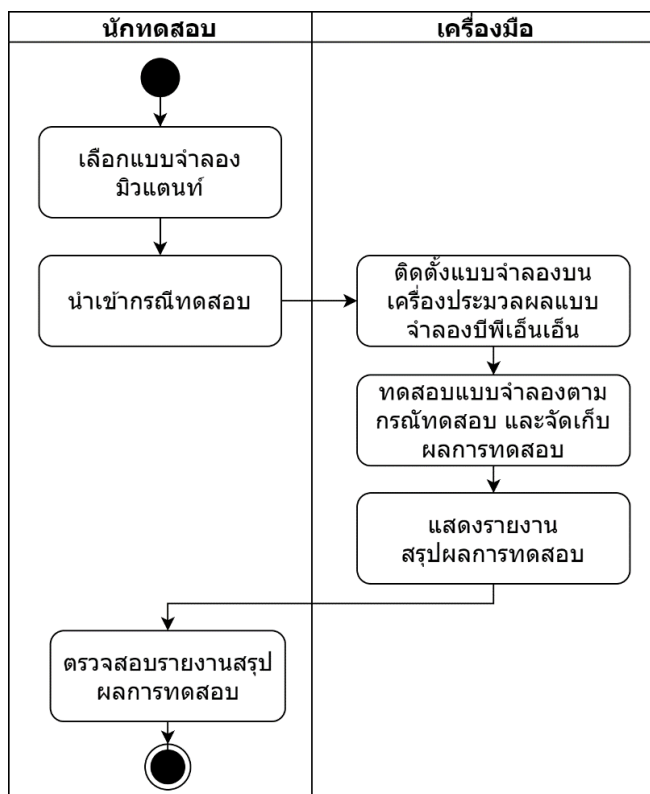 นักทดสอบ
เครื่องมือ
เลือกแบบจำลอง
มิวแตนท์
นำเข้ากรณีทดสอบ
ติดตั้งแบบจำลองบน
เครื่องประมวลผลแบบ
จำลองบีพีเอ็นเอ็น
ทดสอบแบบจำลองตาม
กรณัทดสอบ และจัดเก็บ
ผลการทดสอบ
แสดงรายงาน
สรุปผลการทดสอบ
ตรวจสอบรายงานสรุป
ผลการทดสอบ